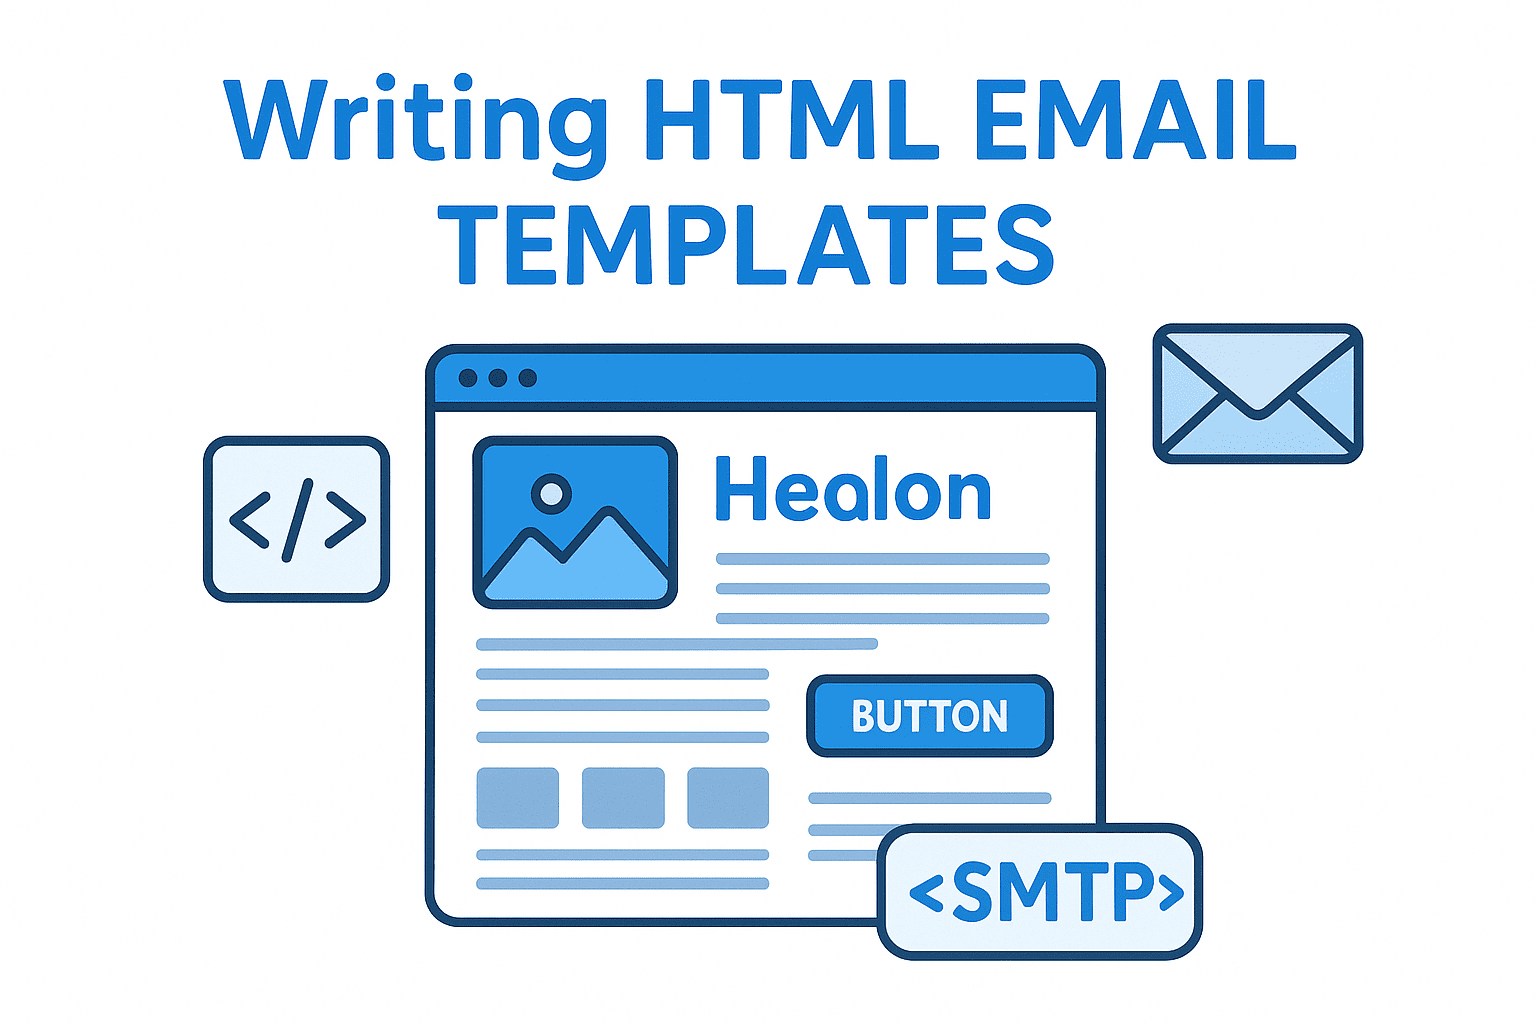 Writing HTML EMAIL
TEMPLATES
</>
Healon
BUTTON
<SMTP>